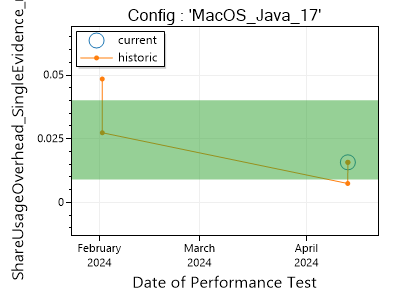 Config : 'MacOS_Java_17'
current
historic
ShareUsageOverhead_SingleEvidence_
0.05
0.025
0
February
2024
March
2024
April
2024
Date of Performance Test